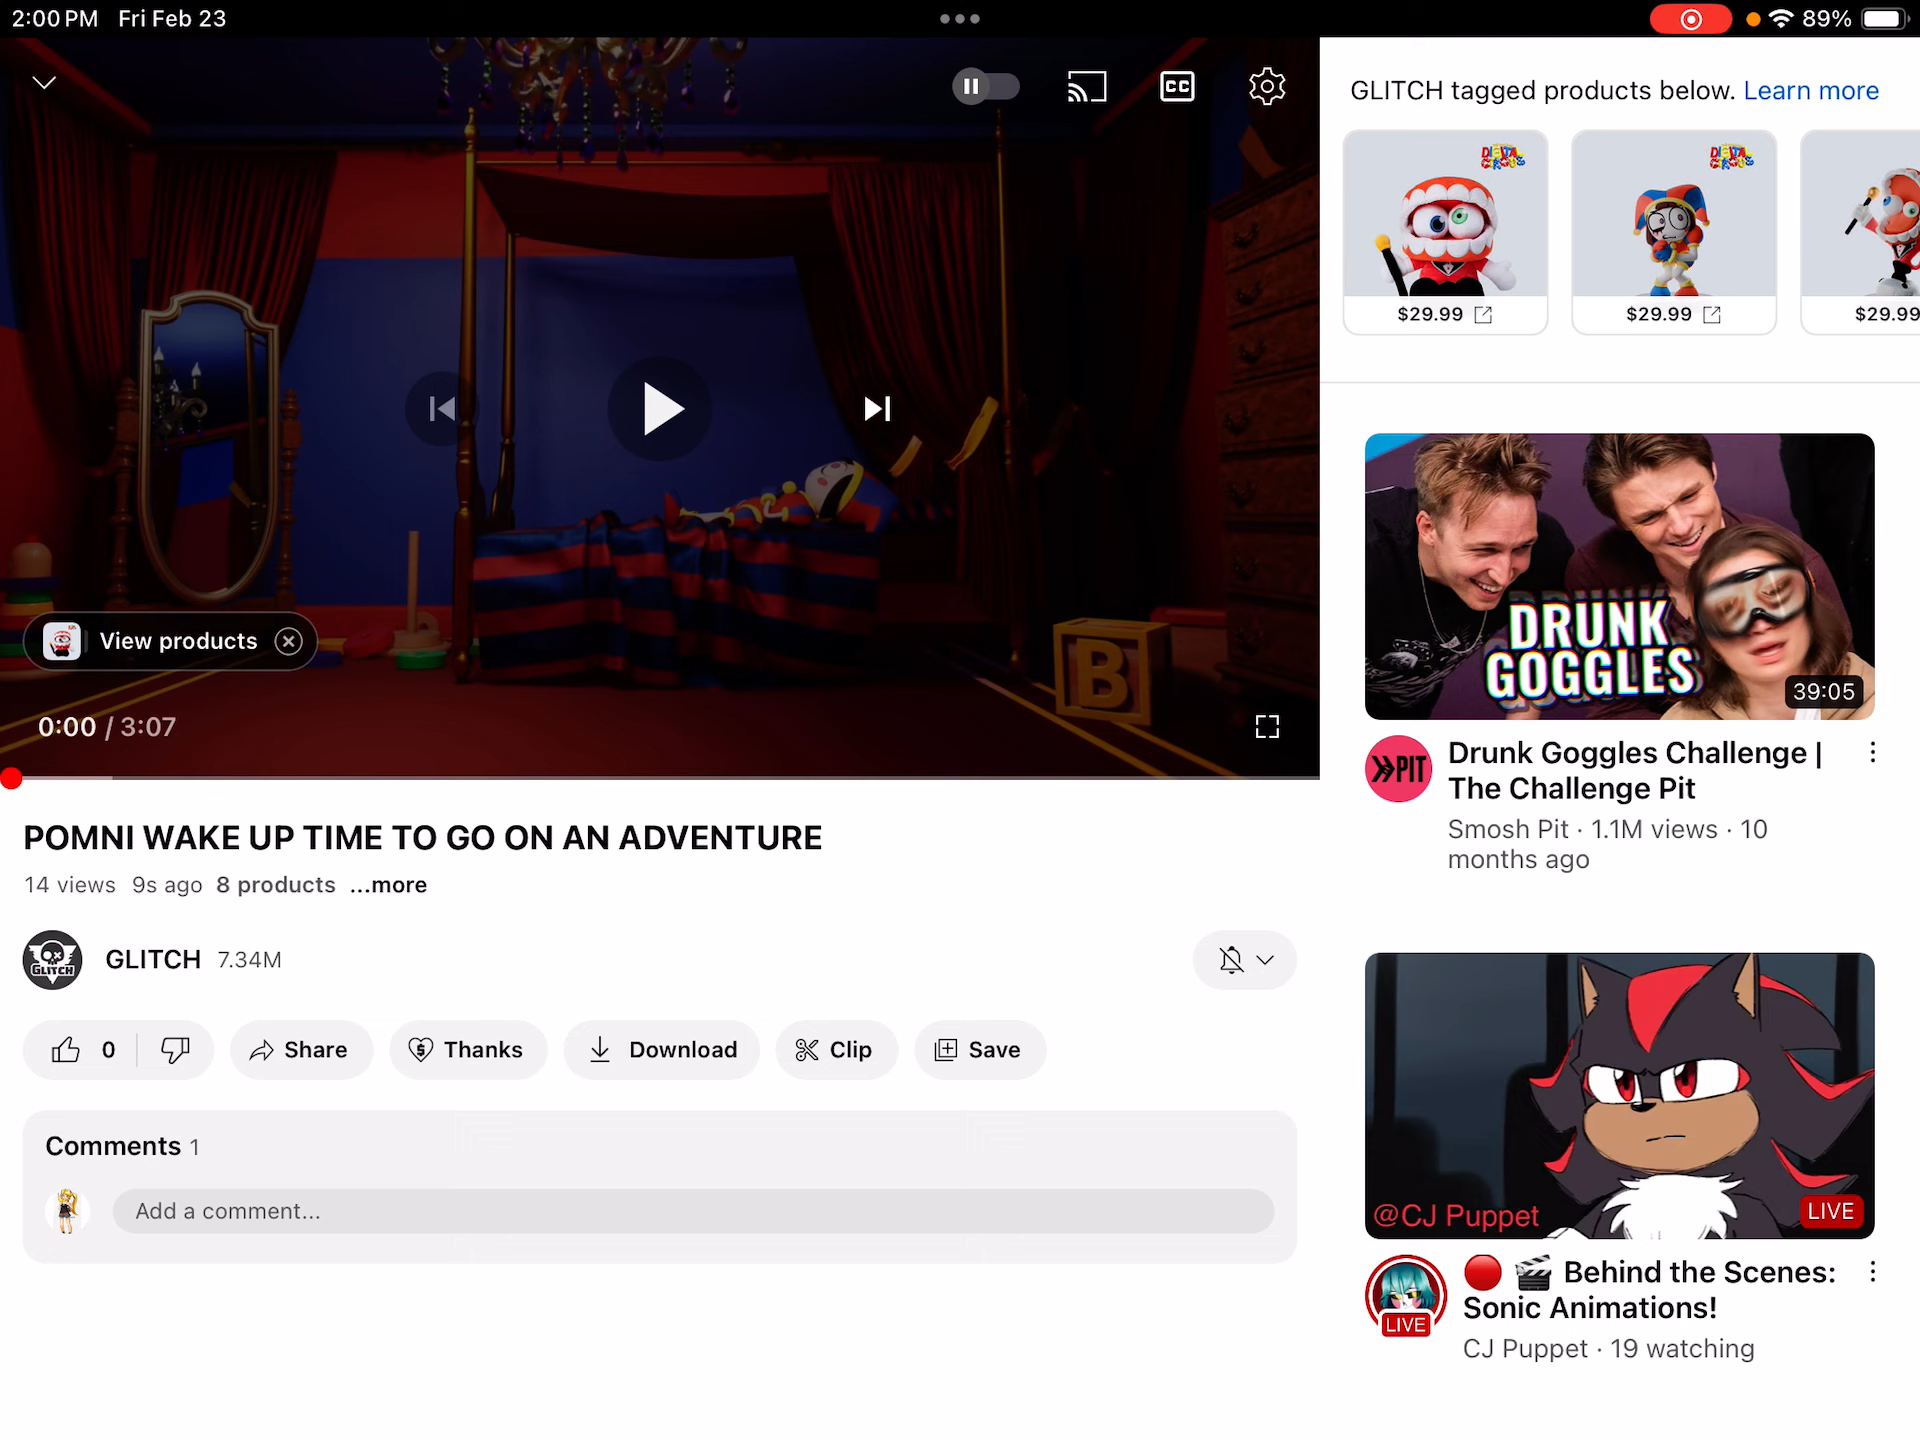 2:00 PM Fri Feb 23
89%
CC
B
View products
0:00 / 3:07
POMNI WAKE UP TIME TO GO ON AN ADVENTURE
14 views 9s ago 8 products ...more
GLITCH
GLITCH 7.34M
0
Share
Thanks
Download
Clip
Save
Comments 1
Add a comment...
GLITCH tagged products below. Learn more
$29.99
$29.99
$29.99
DRUNK
GOGGLES
39:05
PIT
Drunk Goggles Challenge |
The Challenge Pit
Smosh Pit · 1.1M views · 10
months ago
@CJ Puppet
LIVE
LIVE
🔴 🎬 Behind the Scenes:
Sonic Animations!
CJ Puppet · 19 watching